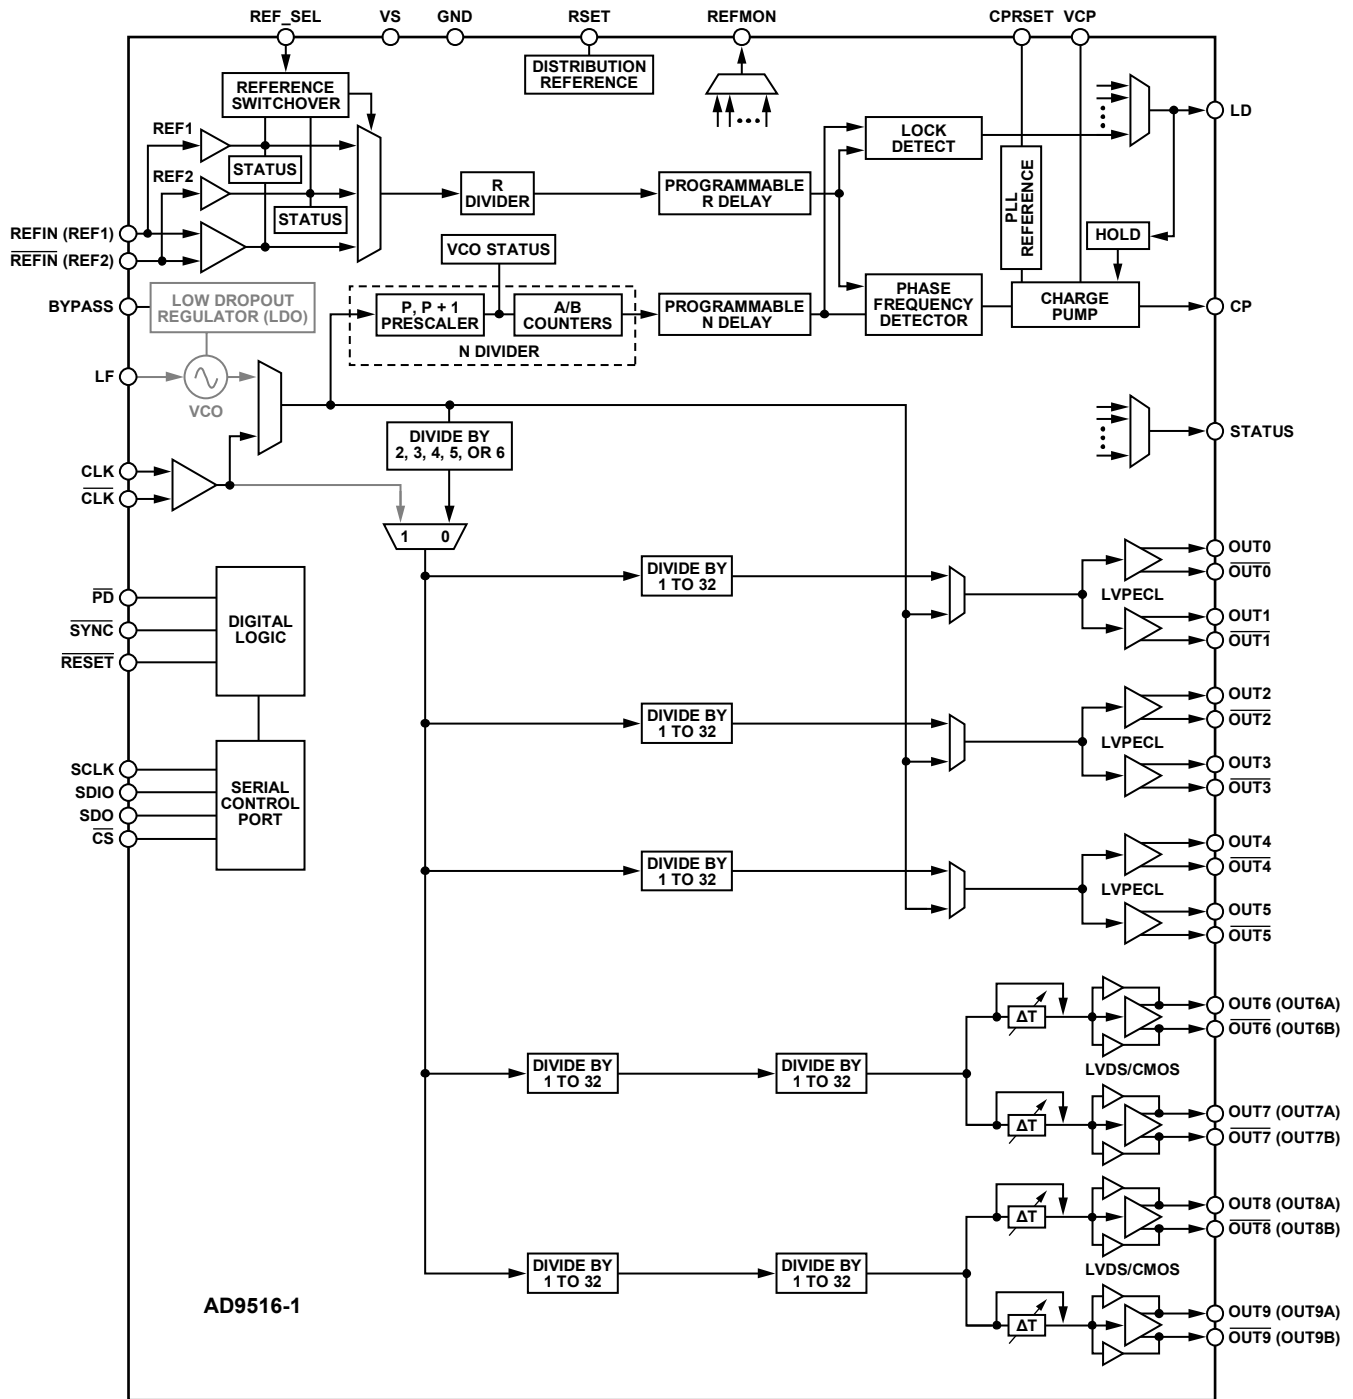 REF_SEL VS GND RSET REFMON CPRSET VCP
DISTRIBUTION
REFERENCE
REFERENCE
SWITCHOVER
REF1
STATUS
REF2
STATUS
R
DIVIDER
PROGRAMMABLE
R DELAY
LOCK
DETECT
PLL
REFERENCE
LD
HOLD
REFIN (REF1)
REFIN (REF2)
VCO STATUS
BYPASS
LOW DROPOUT
REGULATOR (LDO)
P, P + 1
PRESCALER
A/B
COUNTERS
N DIVIDER
PROGRAMMABLE
N DELAY
PHASE
FREQUENCY
DETECTOR
CHARGE
PUMP
CP
LF
VCO
STATUS
DIVIDE BY
2, 3, 4, 5, OR 6
CLK
CLK
1 0
PD
SYNC
RESET
DIGITAL
LOGIC
SCLK
SDIO
SDO
CS
SERIAL
CONTROL
PORT
DIVIDE BY
1 TO 32
LVPECL
OUT0
OUT0
OUT1
OUT1
DIVIDE BY
1 TO 32
LVPECL
OUT2
OUT2
OUT3
OUT3
DIVIDE BY
1 TO 32
LVPECL
OUT4
OUT4
OUT5
OUT5
DIVIDE BY
1 TO 32
DIVIDE BY
1 TO 32
ΔT
ΔT
LVDS/CMOS
OUT6 (OUT6A)
OUT6 (OUT6B)
OUT7 (OUT7A)
OUT7 (OUT7B)
DIVIDE BY
1 TO 32
DIVIDE BY
1 TO 32
ΔT
ΔT
LVDS/CMOS
OUT8 (OUT8A)
OUT8 (OUT8B)
OUT9 (OUT9A)
OUT9 (OUT9B)
AD9516-1